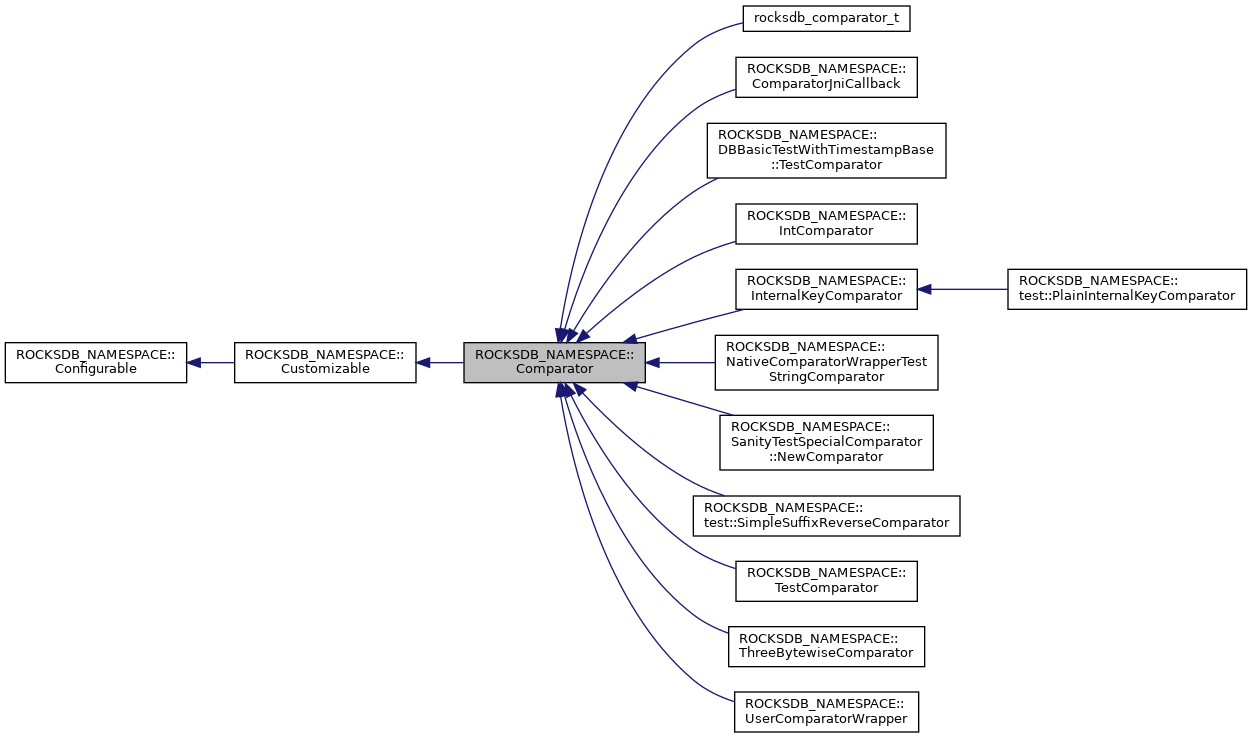 rocksdb_comparator_t
ROCKSDB_NAMESPACE::
ComparatorJniCallback
ROCKSDB_NAMESPACE::
DBBasicTestWithTimestampBase
::TestComparator
ROCKSDB_NAMESPACE::
IntComparator
ROCKSDB_NAMESPACE::
InternalKeyComparator
ROCKSDB_NAMESPACE::
test::PlainInternalKeyComparator
ROCKSDB_NAMESPACE::
Configurable
ROCKSDB_NAMESPACE::
Customizable
ROCKSDB_NAMESPACE::
Comparator
ROCKSDB_NAMESPACE::
NativeComparatorWrapperTest
StringComparator
ROCKSDB_NAMESPACE::
SanityTestSpecialComparator
::NewComparator
ROCKSDB_NAMESPACE::
test::SimpleSuffixReverseComparator
ROCKSDB_NAMESPACE::
TestComparator
ROCKSDB_NAMESPACE::
ThreeBytewiseComparator
ROCKSDB_NAMESPACE::
UserComparatorWrapper